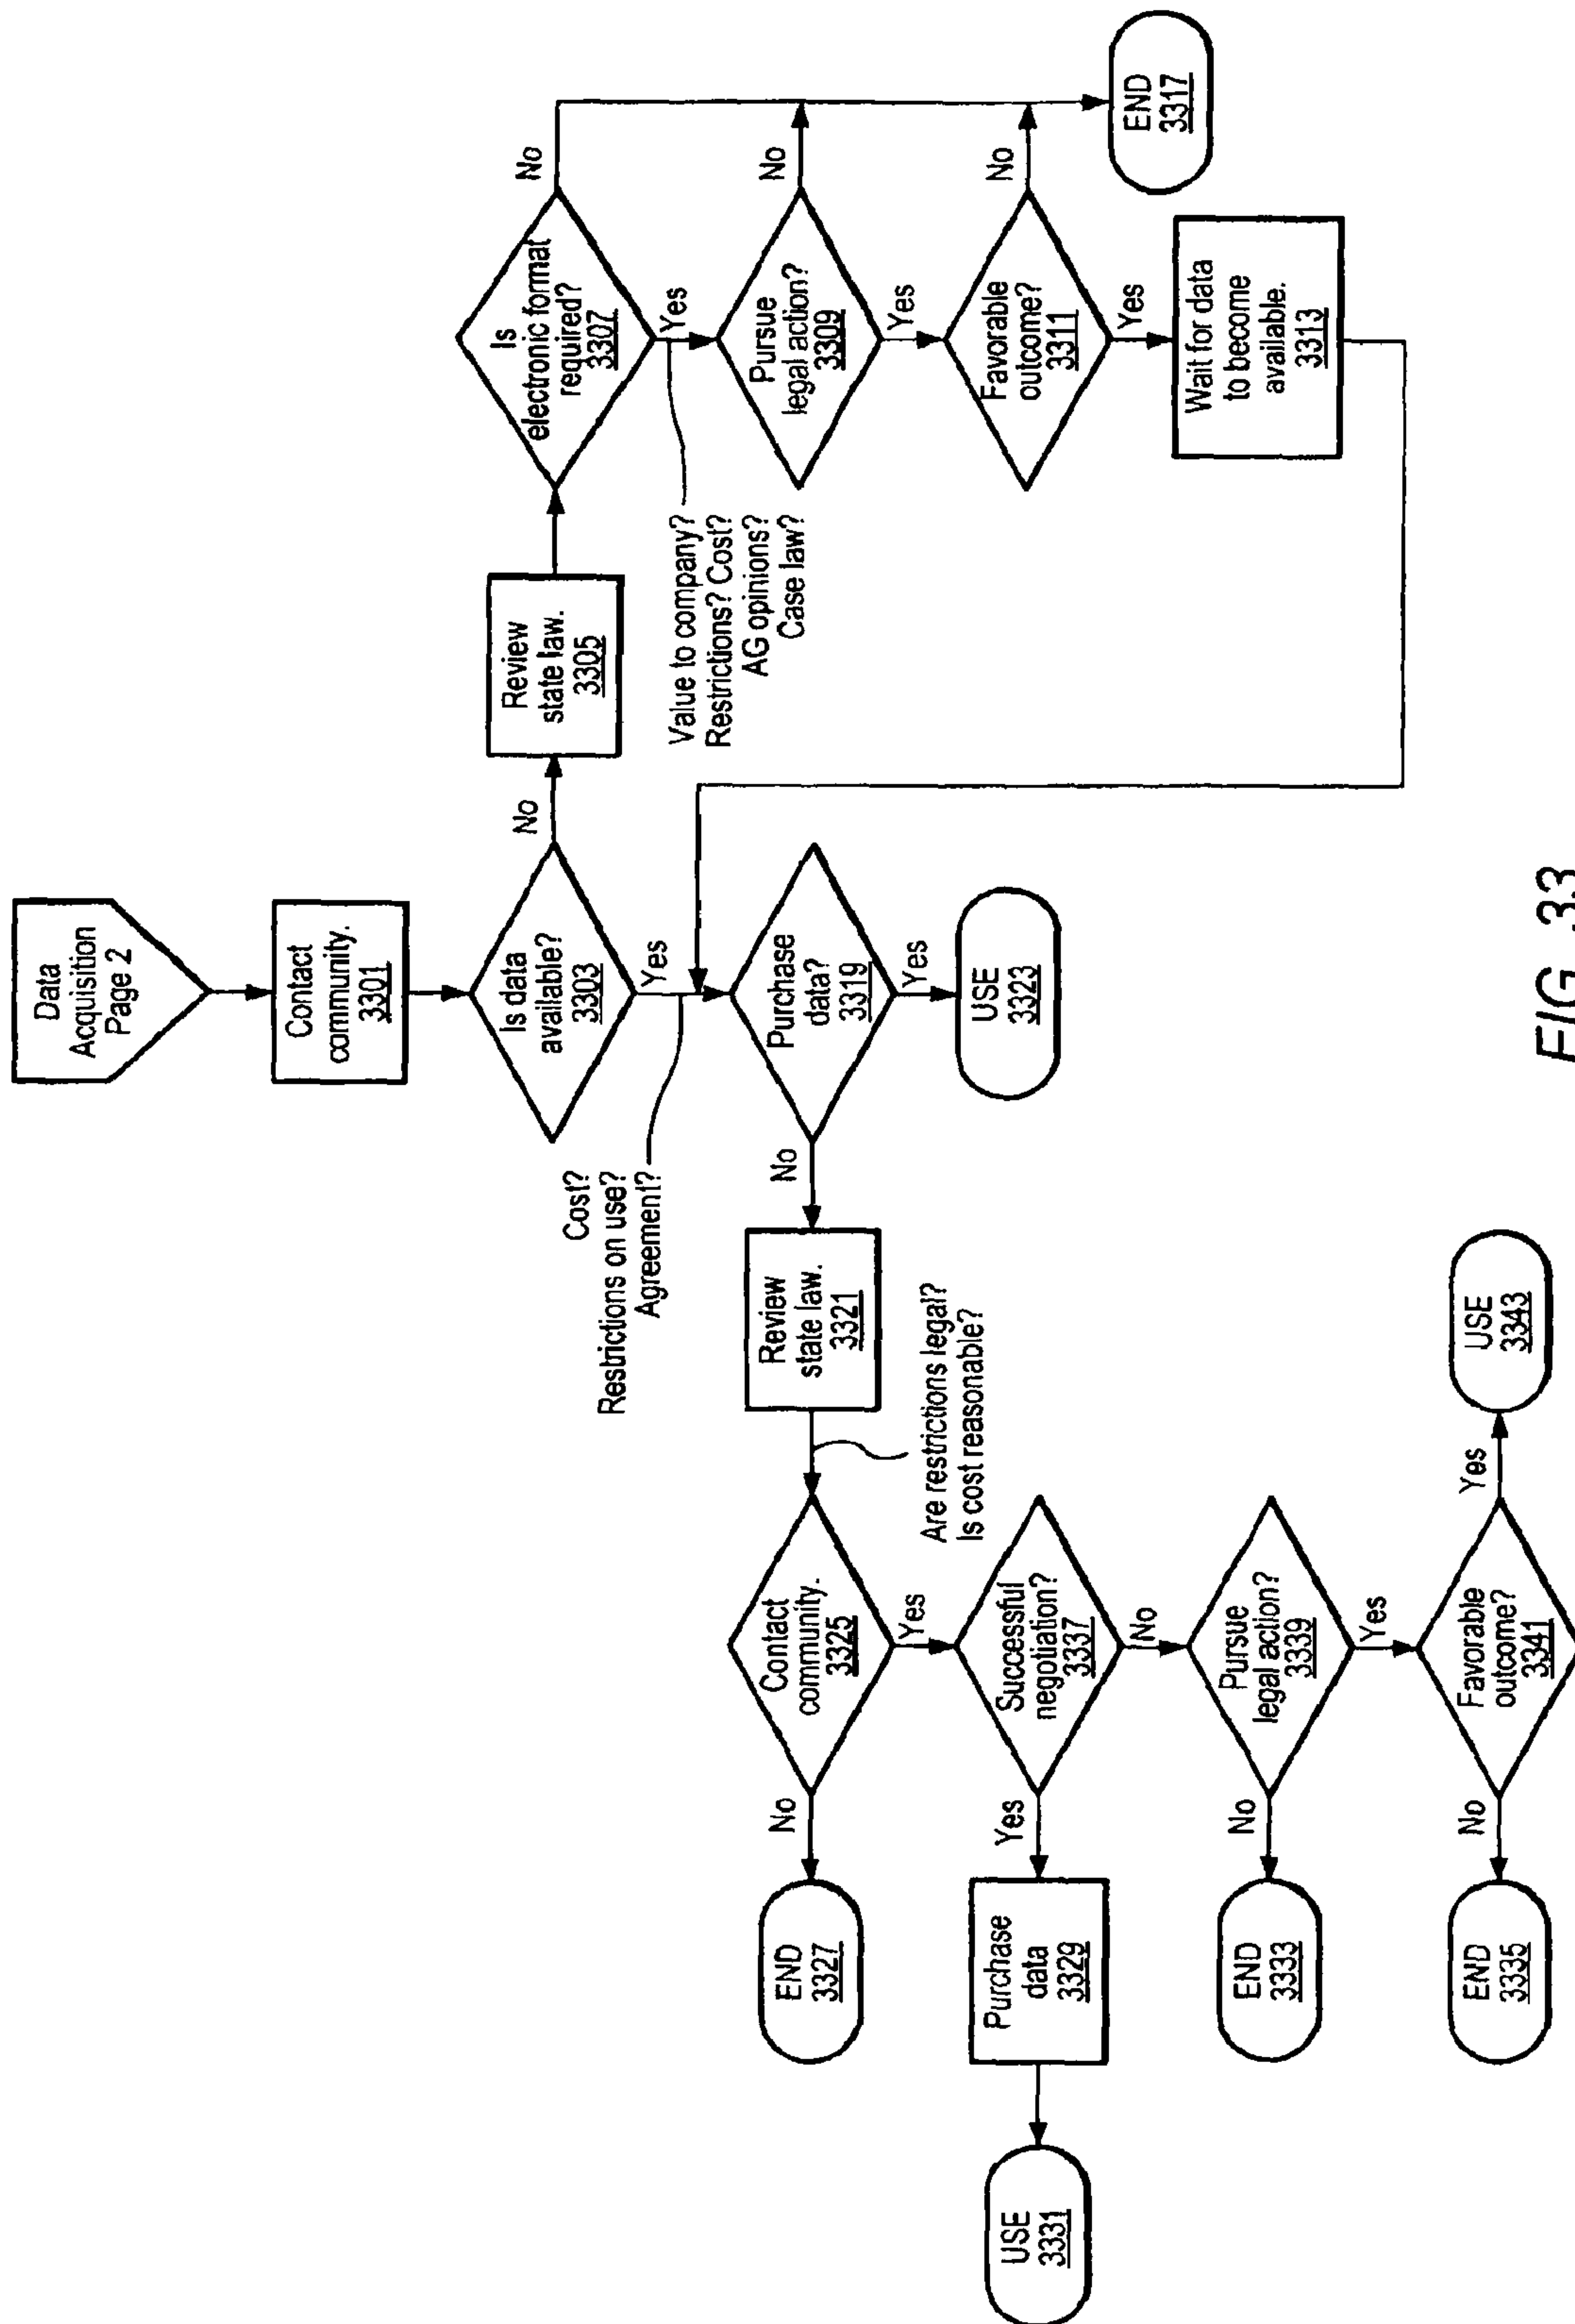 Data
Acquisition
Page 2
Contact
community.
3301
Is data
available?
3303
No
Yes
Review
state law.
3305
Is
electronic format
required?
3307
No
Yes
Value to company?
Restrictions? Cost?
AG opinions?
Case law?
Pursue
legal action?
3309
No
Yes
Favorable
outcome?
3311
No
Yes
Wait for data
to become
available.
3313
END
3317
Cost?
Restrictions on use?
Agreement?
Purchase
data?
3319
No
Yes
USE
3323
Review
state law.
3321
Are restrictions legal?
Is cost reasonable?
Contact
community.
3325
No
Yes
END
3327
Successful
negotiation?
3337
Yes
No
Purchase
data
3329
USE
3331
Pursue
legal action?
3339
No
Yes
END
3333
Favorable
outcome?
3341
No
Yes
END
3335
USE
3343
FIG. 33